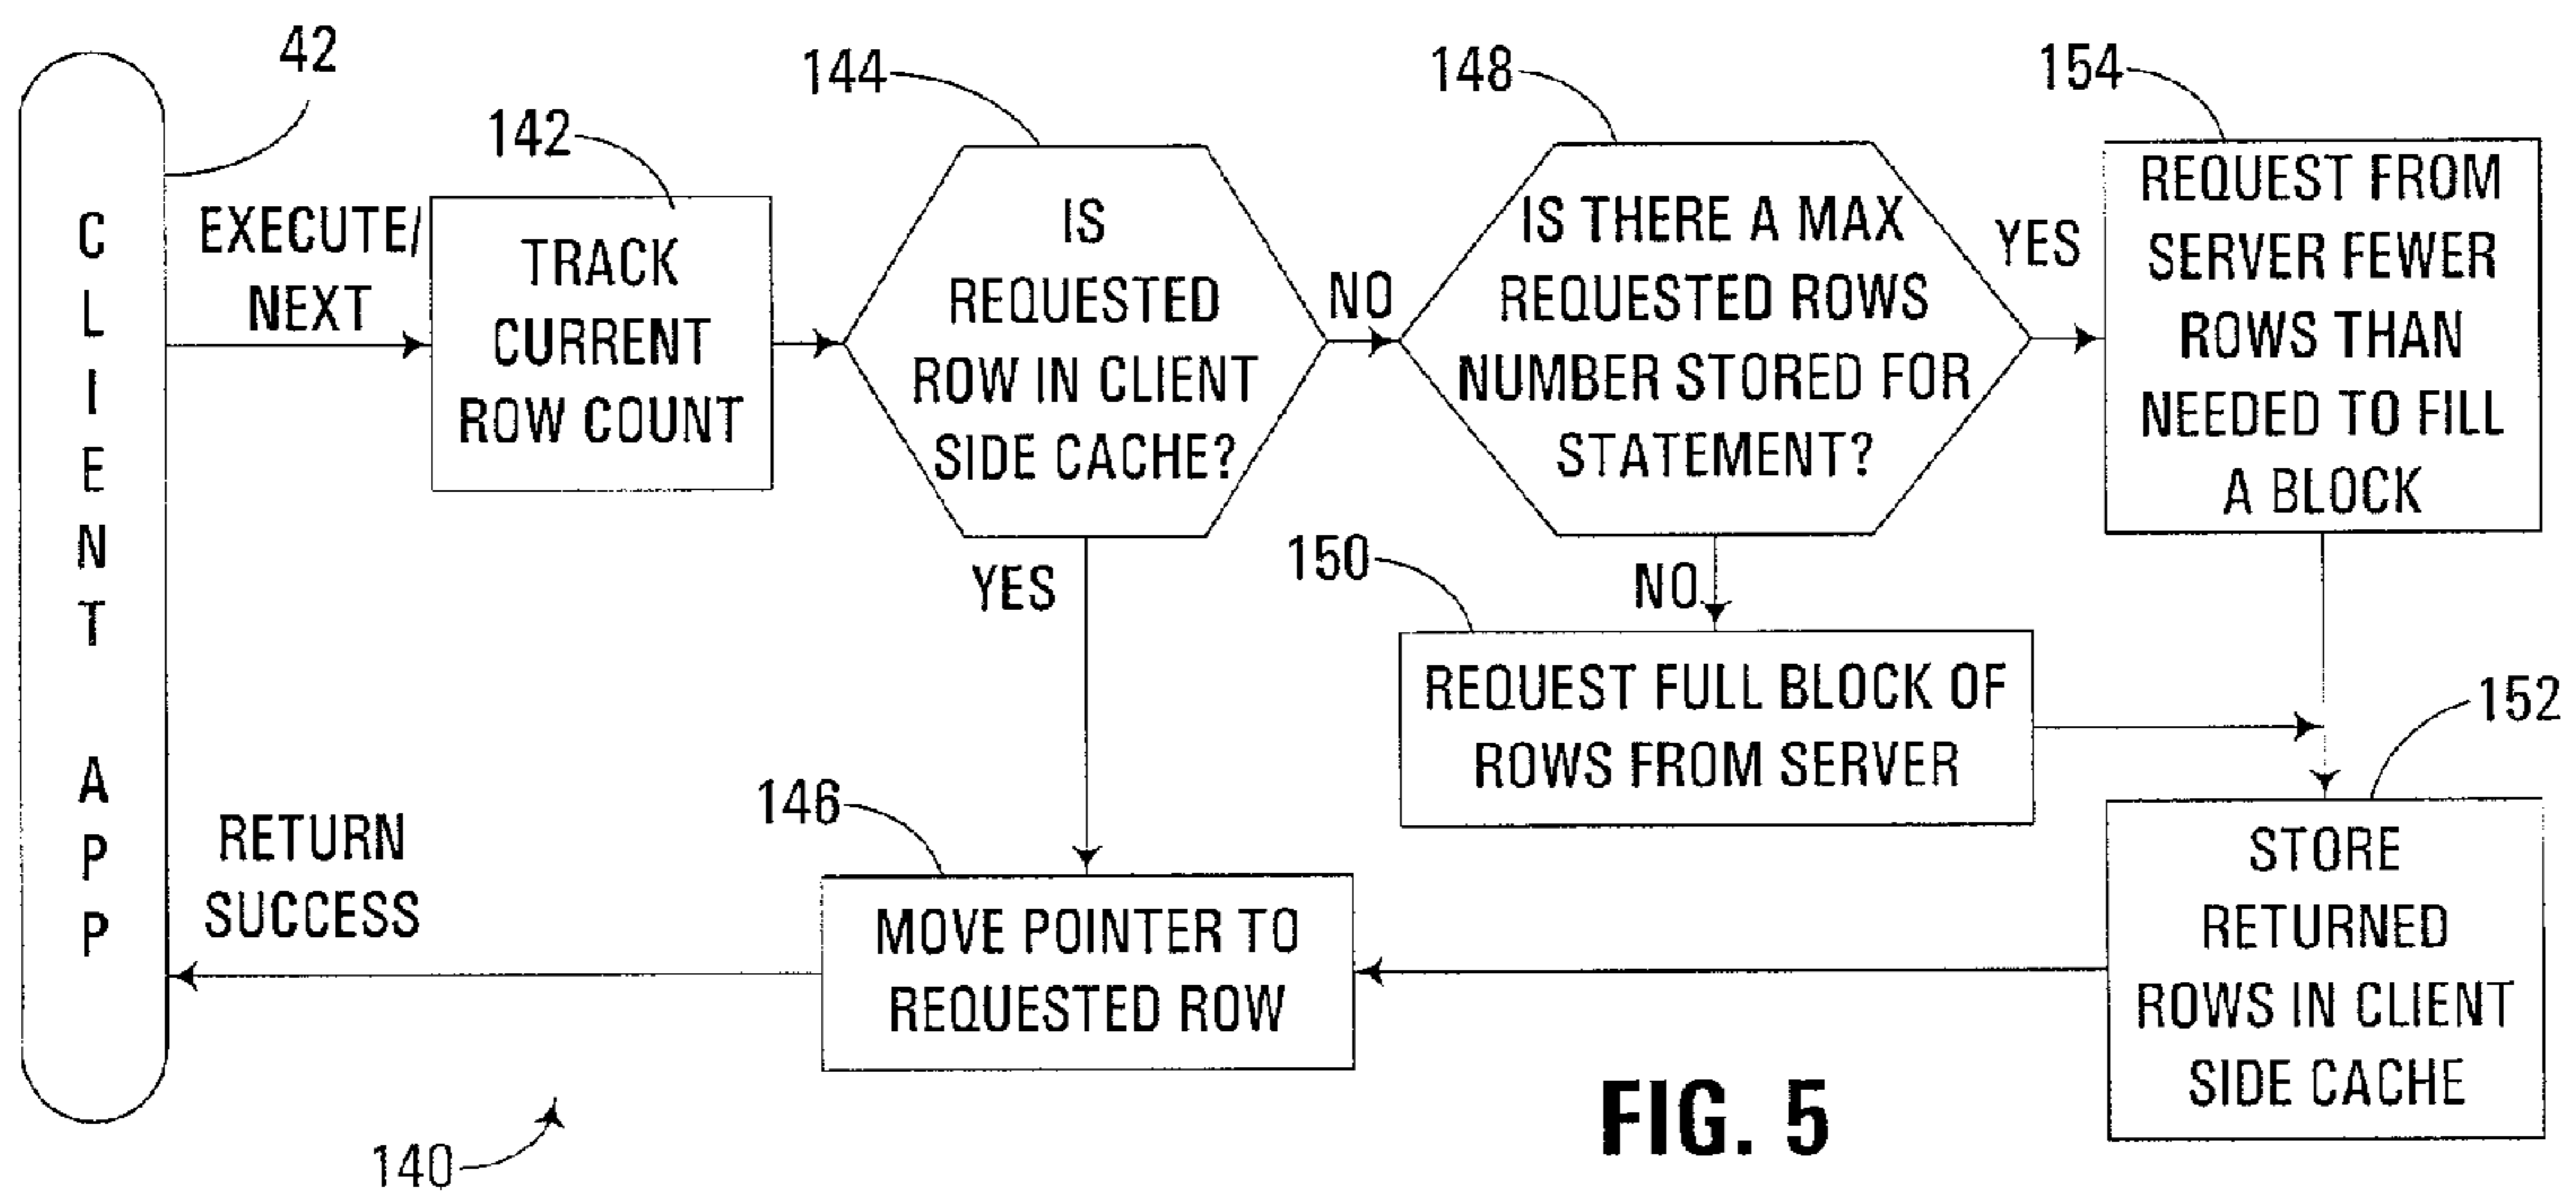 42
CLIENT APP
EXECUTE/
NEXT
142
TRACK
CURRENT
ROW COUNT
144
IS
REQUESTED
ROW IN CLIENT
SIDE CACHE?
NO
YES
148
IS THERE A MAX
REQUESTED ROWS
NUMBER STORED FOR
STATEMENT?
YES
NO
154
REQUEST FROM
SERVER FEWER
ROWS THAN
NEEDED TO FILL
A BLOCK
150
REQUEST FULL BLOCK OF
ROWS FROM SERVER
152
STORE
RETURNED
ROWS IN CLIENT
SIDE CACHE
146
MOVE POINTER TO
REQUESTED ROW
RETURN
SUCCESS
140
FIG. 5